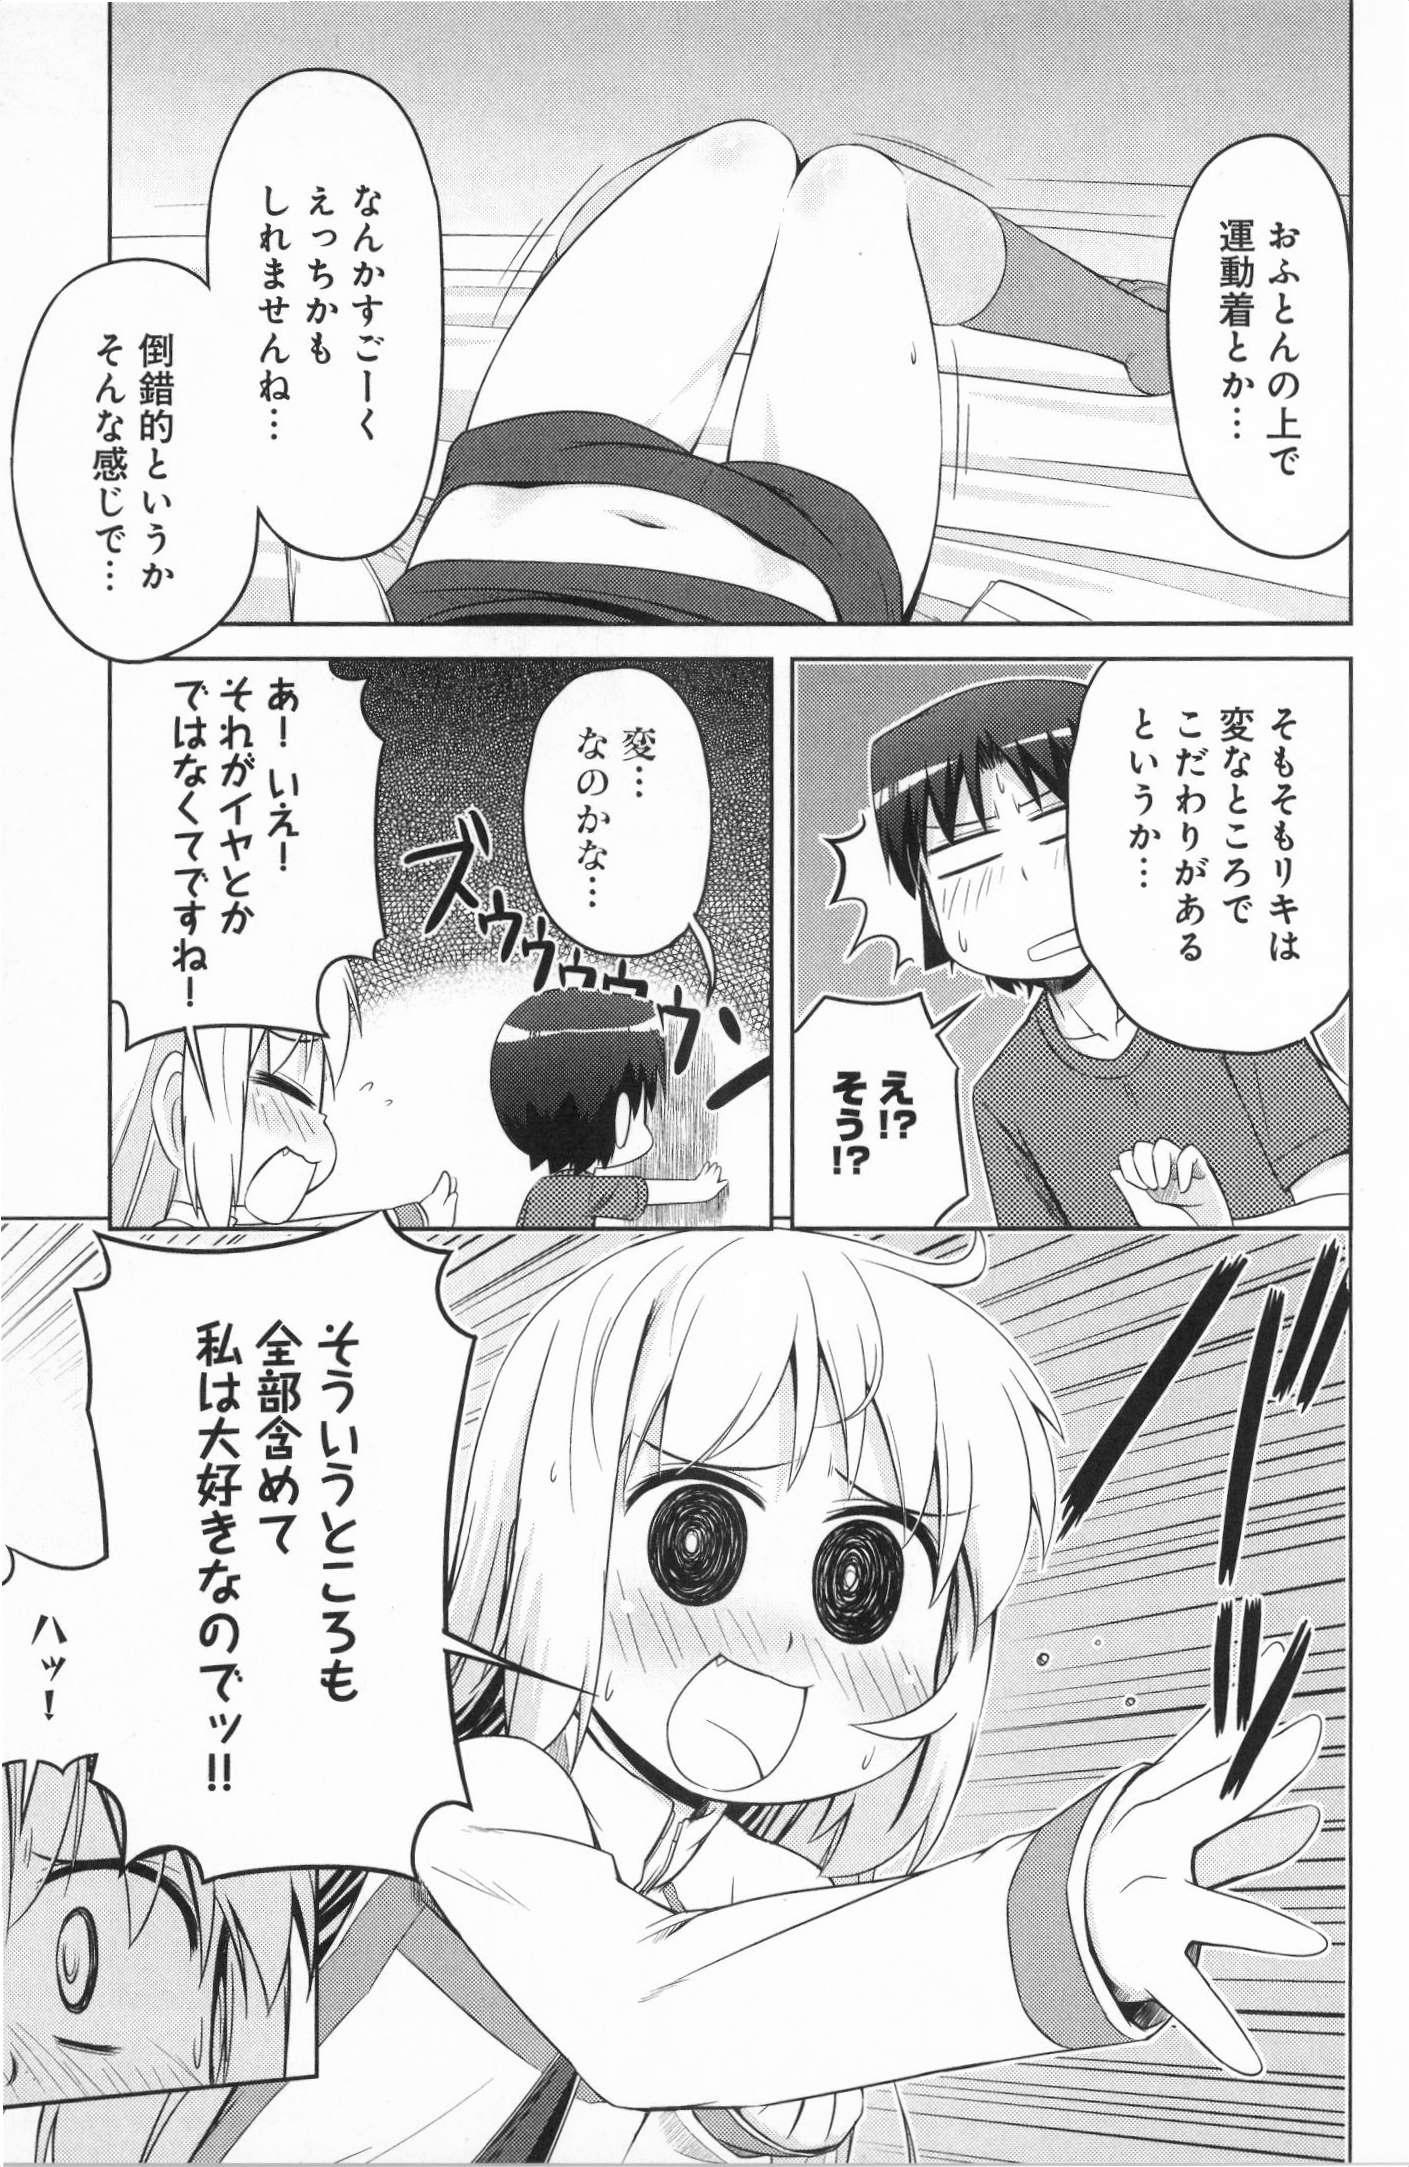 おふとんの上で
運動着とか…
なんかすごーく
えっちかも
しれませんね…
倒錯的というか
そんな感じで…
そもそもリキは
変なところで
こだわりがある
というか…
え!?
そう!?
変…
なのかな…
ズゥウゥウゥウン
あー！いえ！
それがイヤとか
ではなくてですね！
そういうところも
全部含めて
私は大好きなのでッ!!
ハッ！